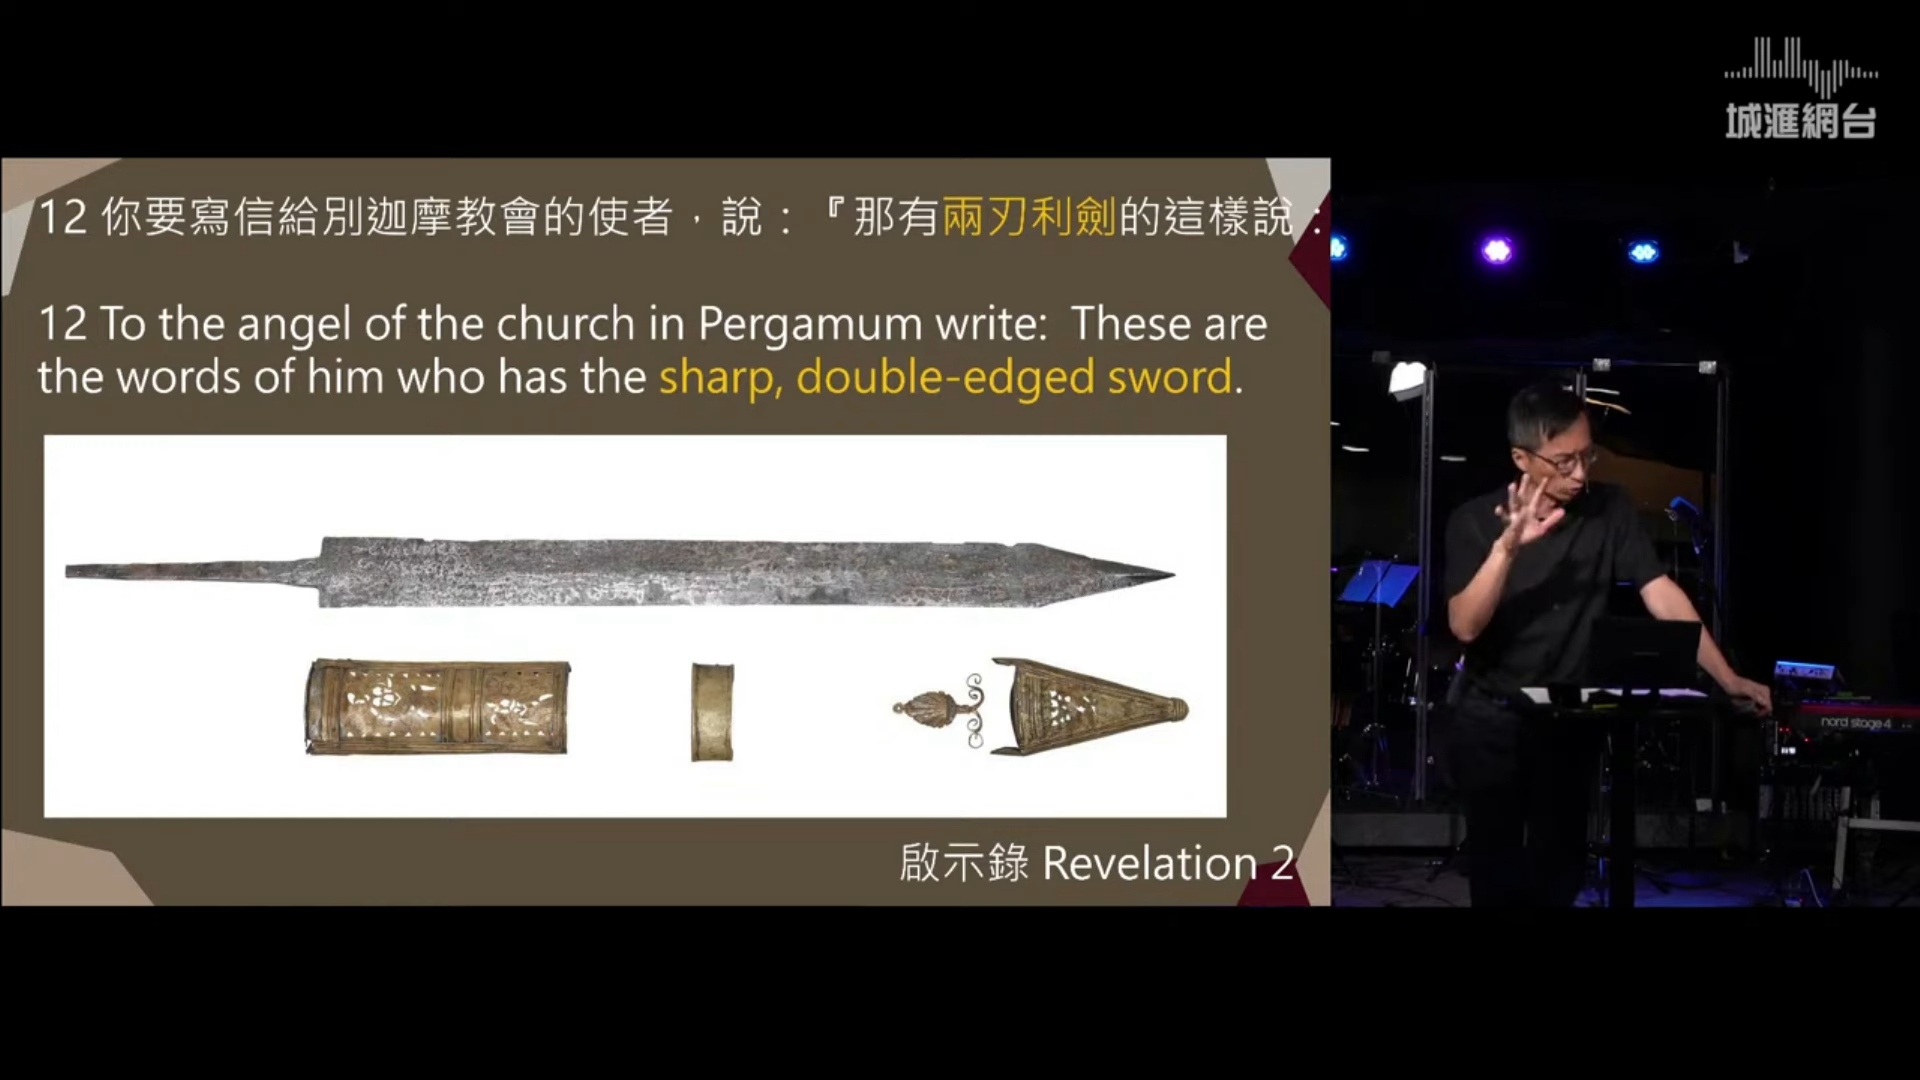 城滙網台
12 你要寫信給別迦摩教會的使者，說：『那有兩刃利劍的這樣說：
12 To the angel of the church in Pergamum write:  These are
the words of him who has the sharp, double-edged sword.
啟示錄 Revelation 2
nord stage 4